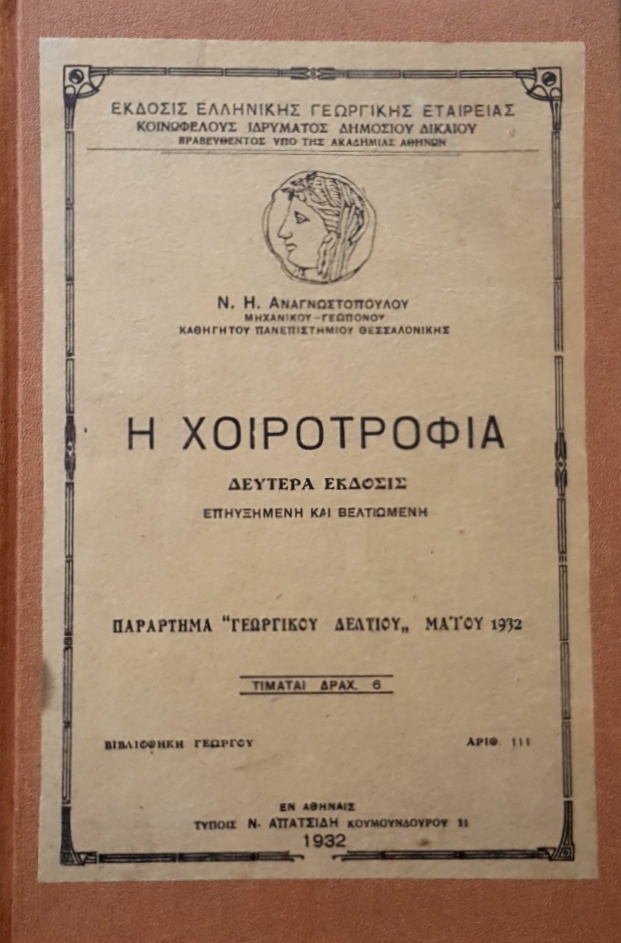 ΕΚΔΟΣΙΣ ΕΛΛΗΝΙΚΗΣ ΓΕΩΡΓΙΚΗΣ ΕΤΑΙΡΕΙΑΣ
ΚΟΙΝΩΦΕΛΟΥΣ ΙΔΡΥΜΑΤΟΣ ΔΗΜΟΣΙΟΥ ΔΙΚΑΙΟΥ
ΒΡΑΒΕΥΘΕΝΤΟΣ ΥΠΟ ΤΗΣ ΑΚΑΔΗΜΙΑΣ ΑΘΗΝΩΝ
Ν. Η. ΑΝΑΓΝΩΣΤΟΠΟΥΛΟΥ
ΜΗΧΑΝΙΚΟΥ-ΓΕΩΠΟΝΟΥ
ΚΑΘΗΓΗΤΟΥ ΠΑΝΕΠΙΣΤΗΜΙΟΥ ΘΕΣΣΑΛΟΝΙΚΗΣ
Η ΧΟΙΡΟΤΡΟΦΙΑ
ΔΕΥΤΕΡΑ ΕΚΔΟΣΙΣ
ΕΠΗΥΞΗΜΕΝΗ ΚΑΙ ΒΕΛΤΙΩΜΕΝΗ
ΠΑΡΑΡΤΗΜΑ "ΓΕΩΡΓΙΚΟΥ ΔΕΛΤΙΟΥ„ ΜΑΪΟΥ 1932
ΤΙΜΑΤΑΙ ΔΡΑΧ. 6
ΒΙΒΛΙΟΘΗΚΗ ΓΕΩΡΓΟΥ ΑΡΙΘ. 111
ΕΝ ΑΘΗΝΑΙΣ
ΤΥΠΟΙΣ Ν. ΑΠΑΤΣΙΔΗ ΚΟΥΜΟΥΝΔΟΥΡΟΥ 21
1932